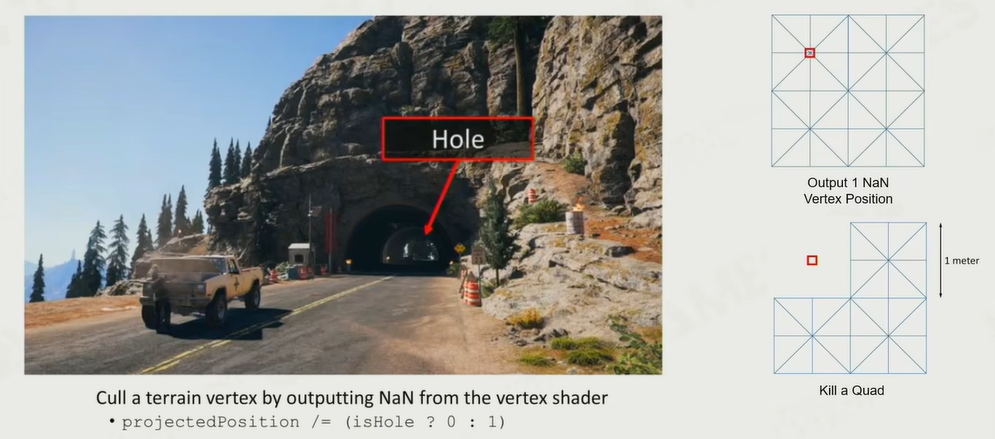 Hole
Cull a terrain vertex by outputting NaN from the vertex shader
• projectedPosition /= (isHole ? 0 : 1)
Output 1 NaN
Vertex Position
1 meter
Kill a Quad